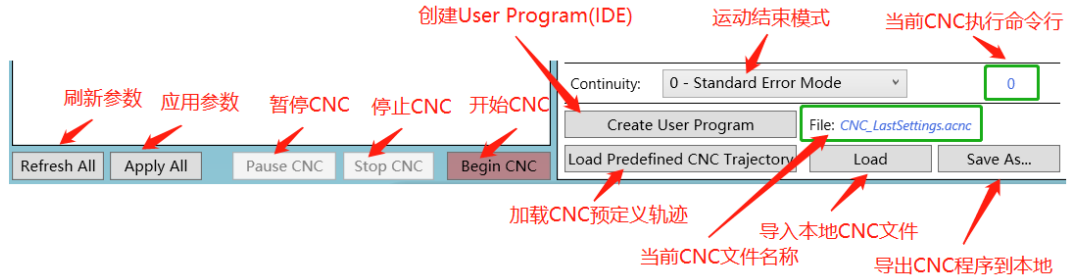 创建User Program(IDE)
运动结束模式
当前CNC执行命令行
Continuity:
0 - Standard Error Mode
0
刷新参数
应用参数
暂停CNC
停止CNC
开始CNC
Create User Program
File: CNC_LastSettings.acnc
Refresh All
Apply All
Pause CNC
Stop CNC
Begin CNC
Load Predefined CNC Trajectory
Load
Save As...
加载CNC预定义轨迹
导入本地CNC文件
当前CNC文件名称
导出CNC程序到本地